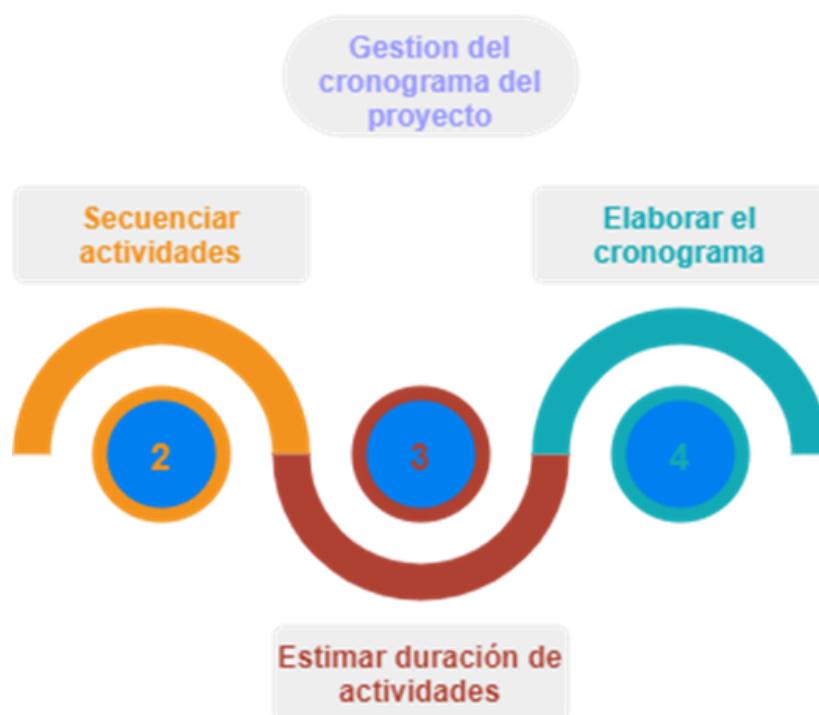 Gestion del
cronograma del
proyecto
Secuenciar
actividades
Elaborar el
cronograma
2
3
4
Estimar duración de
actividades